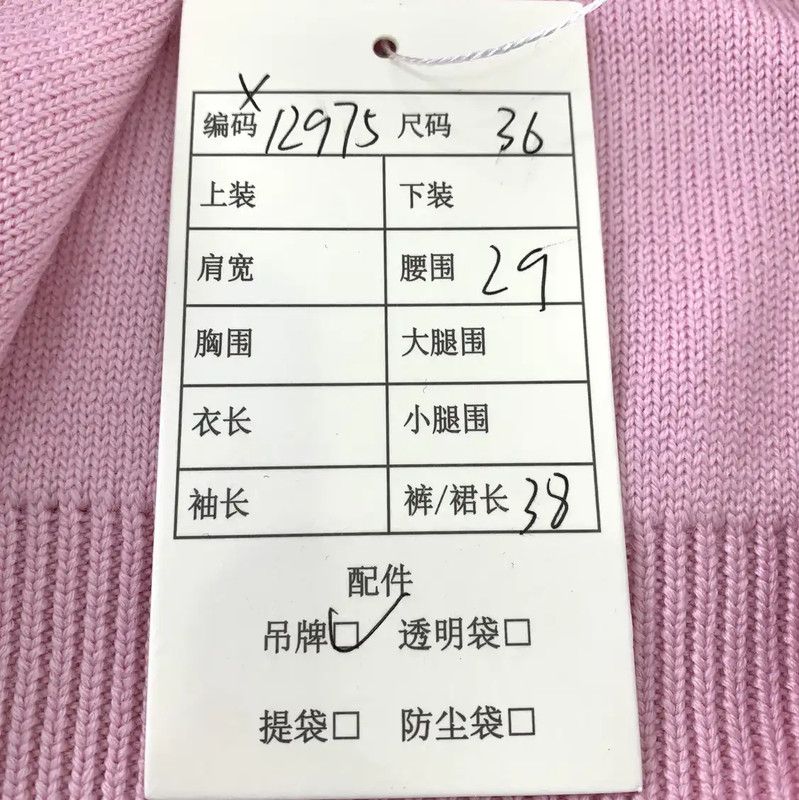 X
编码 12975 尺码 36
上装 下装
肩宽 腰围 29
胸围 大腿围
衣长 小腿围
袖长 裤/裙长 38
配件
吊牌☑ 透明袋□
提袋□ 防尘袋□